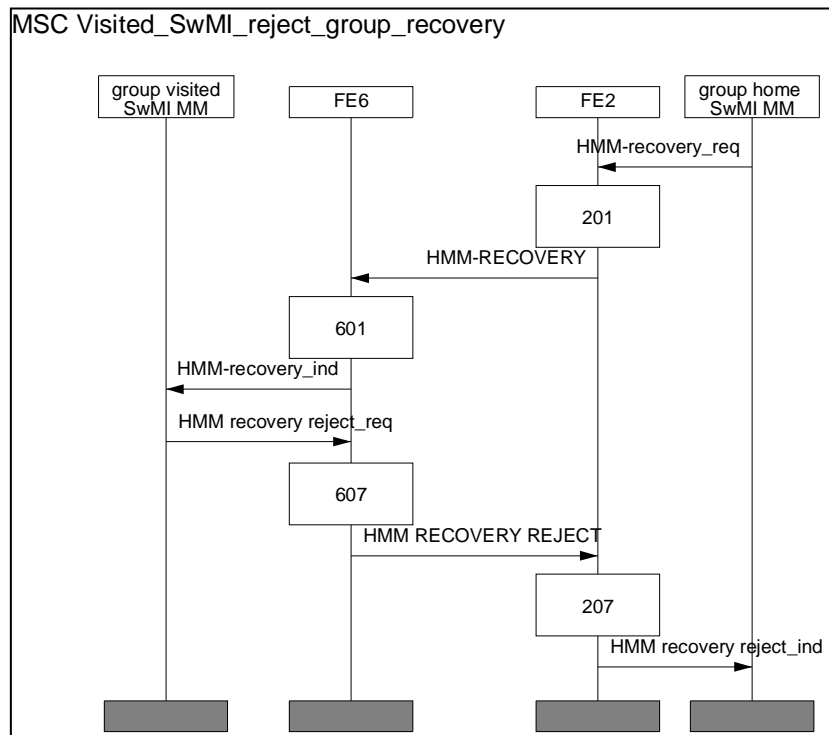 MSC Visited_SwMI_reject_group_recovery
group visited
SwMI MM
FE6
FE2
group home
SwMI MM
HMM-recovery_req
201
HMM-RECOVERY
601
HMM-recovery_ind
HMM recovery reject_req
607
HMM RECOVERY REJECT
207
HMM recovery reject_ind